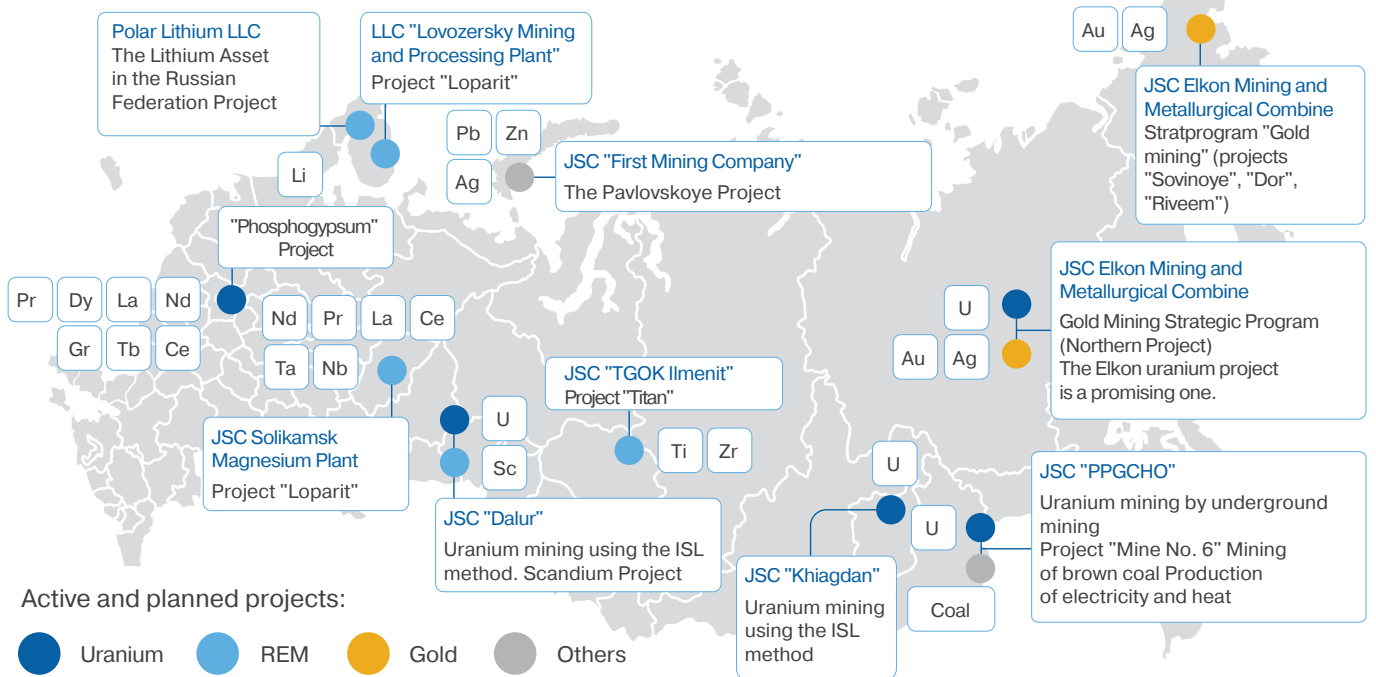 Polar Lithium LLC
The Lithium Asset
in the Russian
Federation Project
LLC "Lovozersky Mining
and Processing Plant"
Project "Loparit"
Au
Ag
JSC Elkon Mining and
Metallurgical Combine
Stratprogram "Gold
mining" (projects
"Sovinoye", "Dor",
"Riveem")
Li
Pb
Zn
Ag
JSC "First Mining Company"
The Pavlovskoye Project
"Phosphogypsum"
Project
Pr
Dy
La
Nd
Gr
Tb
Ce
Nd
Pr
La
Ce
Ta
Nb
JSC Solikamsk
Magnesium Plant
Project "Loparit"
U
Sc
JSC "Dalur"
Uranium mining using the ISL
method. Scandium Project
JSC "TGOK Ilmenit"
Project "Titan"
Ti
Zr
U
Au
Ag
JSC Elkon Mining and
Metallurgical Combine
Gold Mining Strategic Program
(Northern Project)
The Elkon uranium project
is a promising one.
U
JSC "Khiagdan"
Uranium mining
using the ISL
method
U
Coal
JSC "PPGCHO"
Uranium mining by underground
mining
Project "Mine No. 6" Mining
of brown coal Production
of electricity and heat
Active and planned projects:
Uranium
REM
Gold
Others